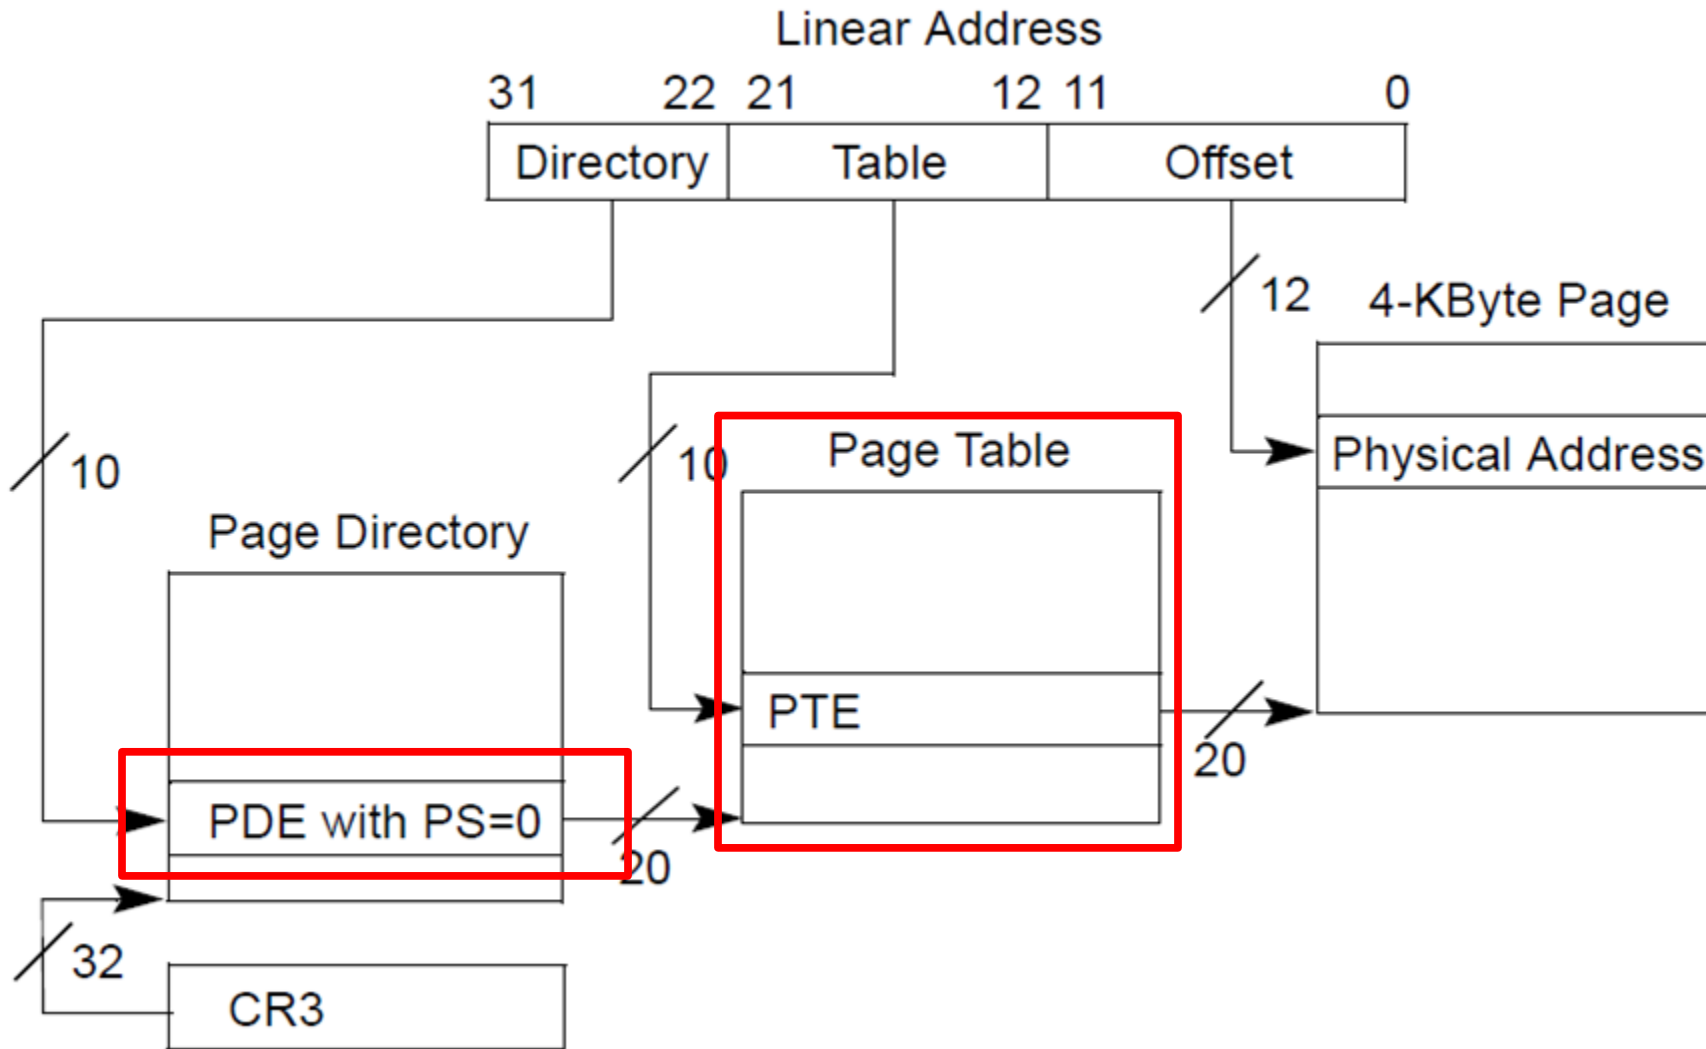 Linear Address
31 22 21 12 11 0
Directory Table Offset
12
4-KByte Page
10
10
Page Table
Physical Address
Page Directory
PTE
20
PDE with PS=0
20
32
CR3